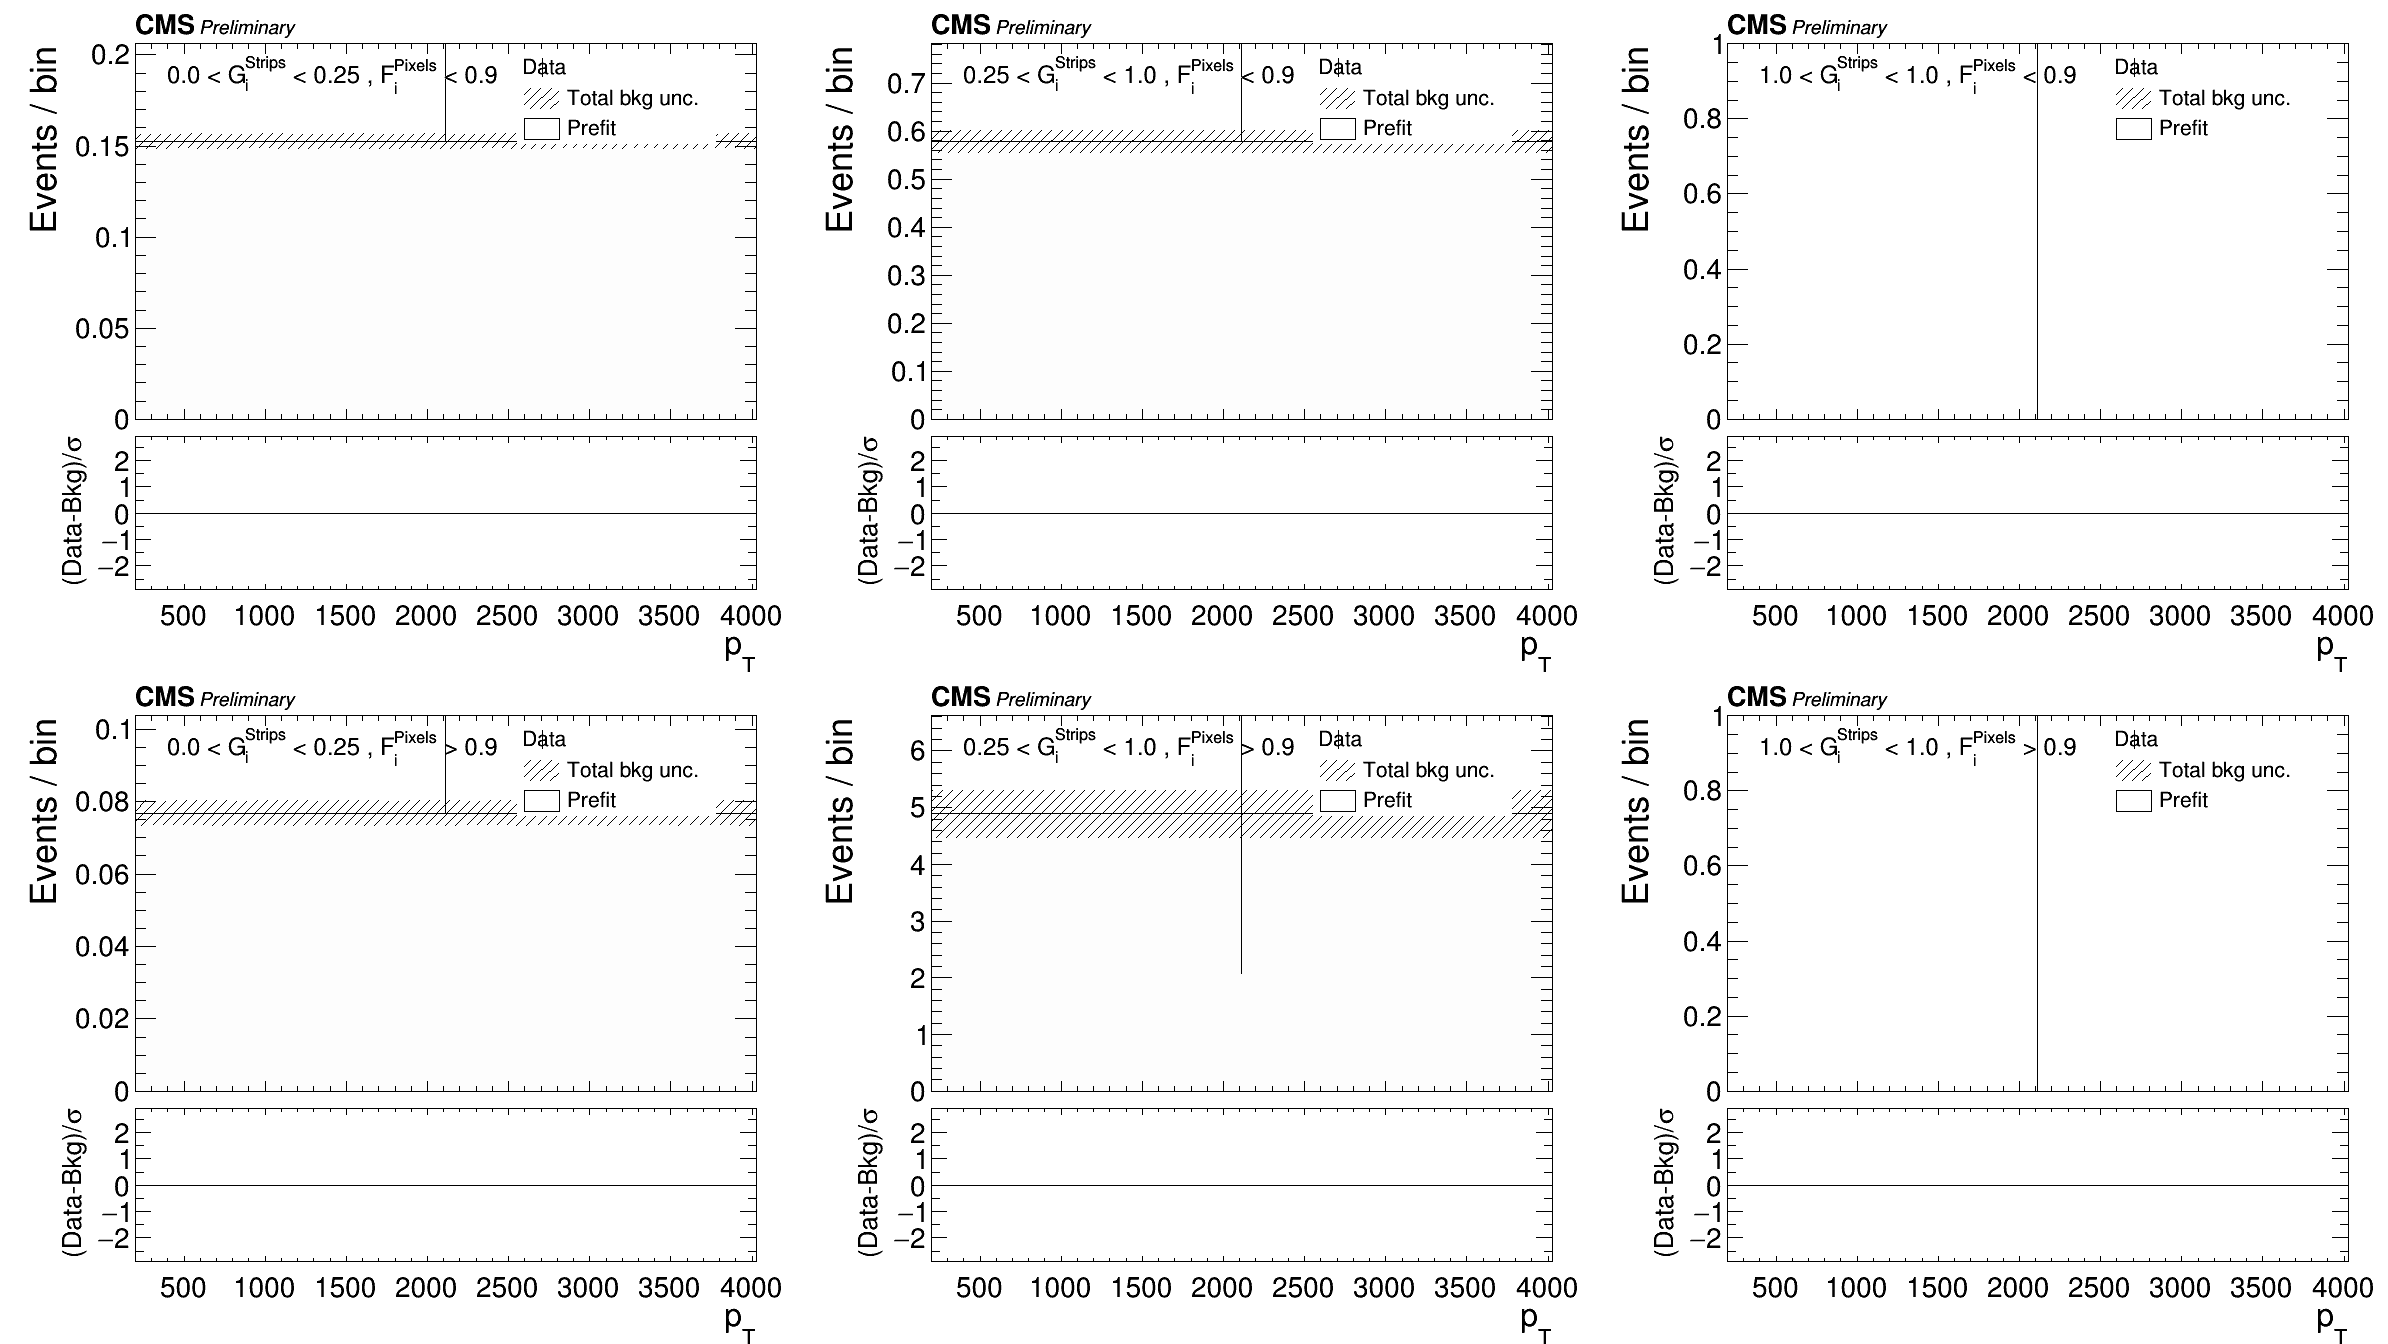 CMS Preliminary
Events / bin
0.2
0.15
0.1
0.05
0
0.0 < G_i^Strips < 0.25 , F_i^Pixels < 0.9
Data
Total bkg unc.
Prefit
(Data-Bkg)/σ
2
1
0
−1
−2
500 1000 1500 2000 2500 3000 3500 4000
p_T
CMS Preliminary
Events / bin
0.7
0.6
0.5
0.4
0.3
0.2
0.1
0
0.25 < G_i^Strips < 1.0 , F_i^Pixels < 0.9
Data
Total bkg unc.
Prefit
(Data-Bkg)/σ
2
1
0
−1
−2
500 1000 1500 2000 2500 3000 3500 4000
p_T
CMS Preliminary
Events / bin
1
0.8
0.6
0.4
0.2
0
1.0 < G_i^Strips < 1.0 , F_i^Pixels < 0.9
Data
Total bkg unc.
Prefit
(Data-Bkg)/σ
2
1
0
−1
−2
500 1000 1500 2000 2500 3000 3500 4000
p_T
CMS Preliminary
Events / bin
0.1
0.08
0.06
0.04
0.02
0
0.0 < G_i^Strips < 0.25 , F_i^Pixels > 0.9
Data
Total bkg unc.
Prefit
(Data-Bkg)/σ
2
1
0
−1
−2
500 1000 1500 2000 2500 3000 3500 4000
p_T
CMS Preliminary
Events / bin
6
5
4
3
2
1
0
0.25 < G_i^Strips < 1.0 , F_i^Pixels > 0.9
Data
Total bkg unc.
Prefit
(Data-Bkg)/σ
2
1
0
−1
−2
500 1000 1500 2000 2500 3000 3500 4000
p_T
CMS Preliminary
Events / bin
1
0.8
0.6
0.4
0.2
0
1.0 < G_i^Strips < 1.0 , F_i^Pixels > 0.9
Data
Total bkg unc.
Prefit
(Data-Bkg)/σ
2
1
0
−1
−2
500 1000 1500 2000 2500 3000 3500 4000
p_T